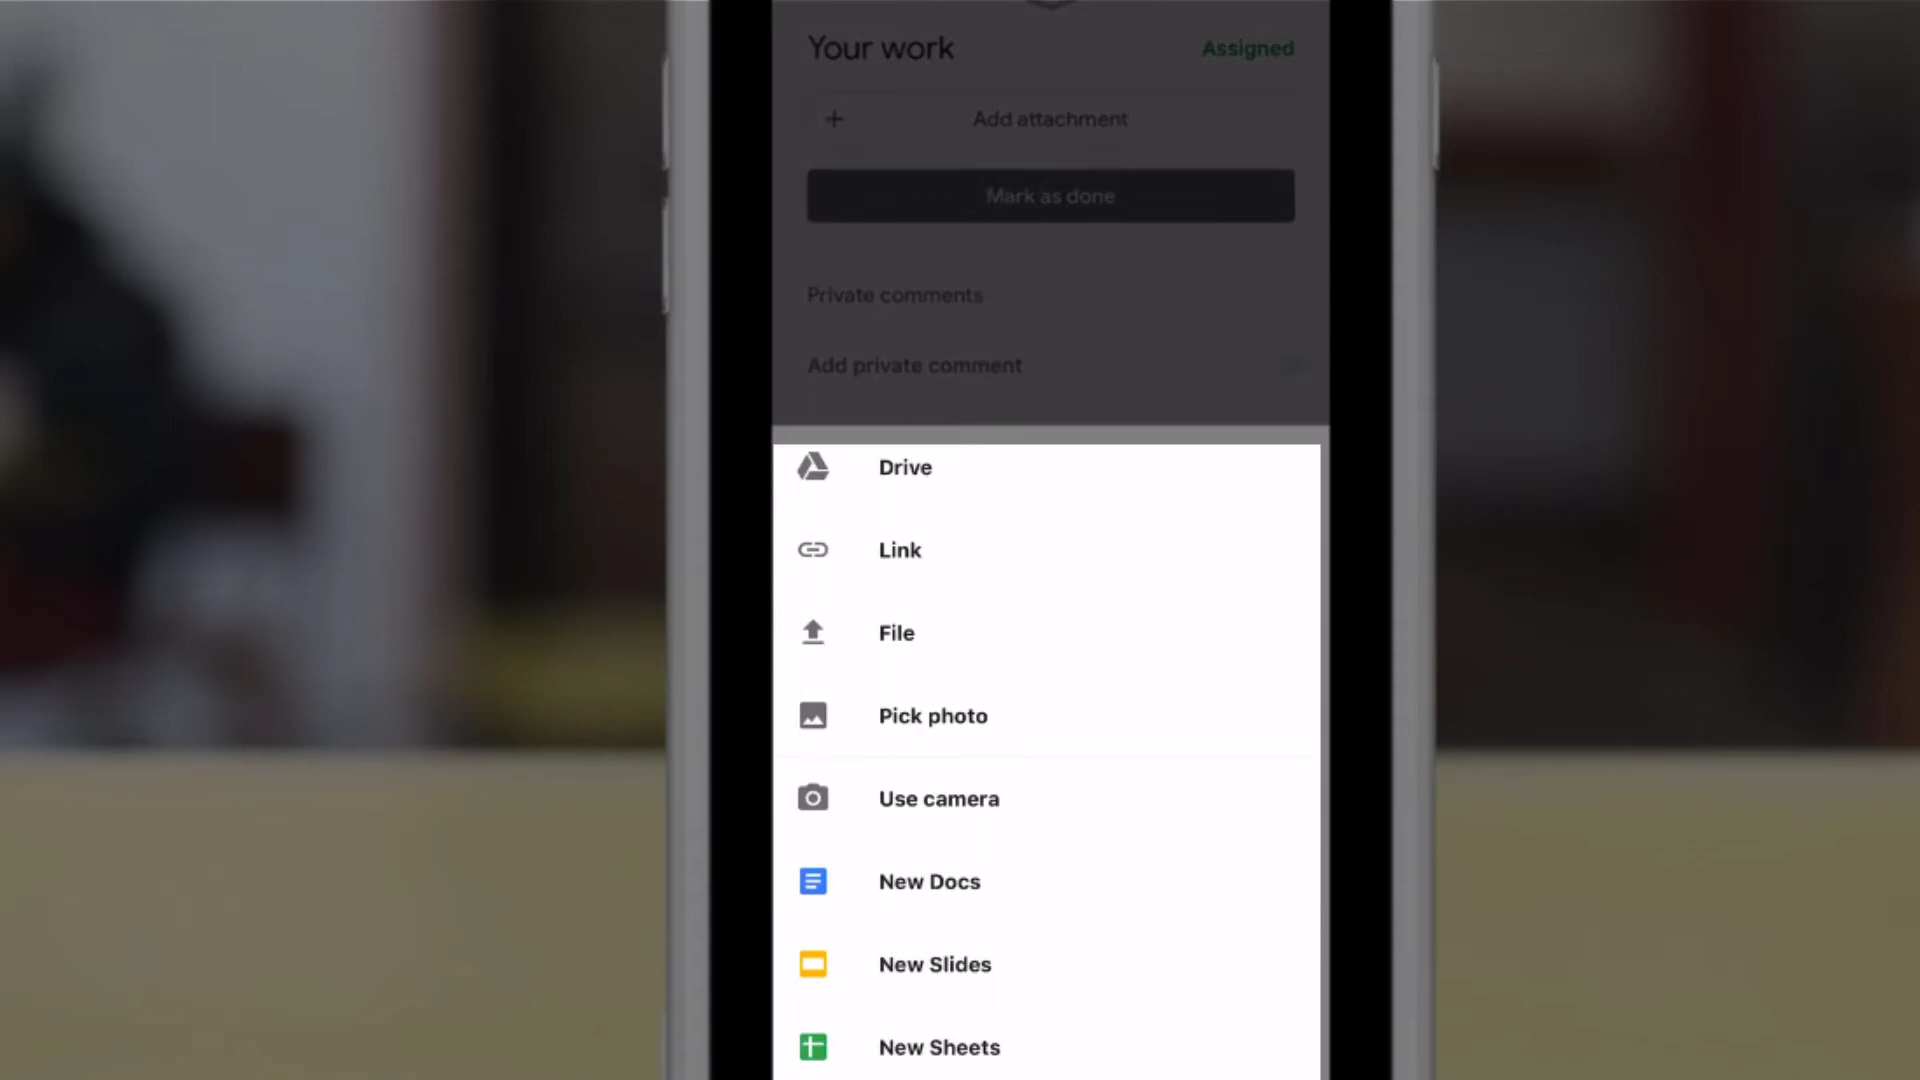 Your work
Assigned
+ Add attachment
Mark as done
Private comments
Add private comment
Drive
Link
File
Pick photo
Use camera
New Docs
New Slides
New Sheets